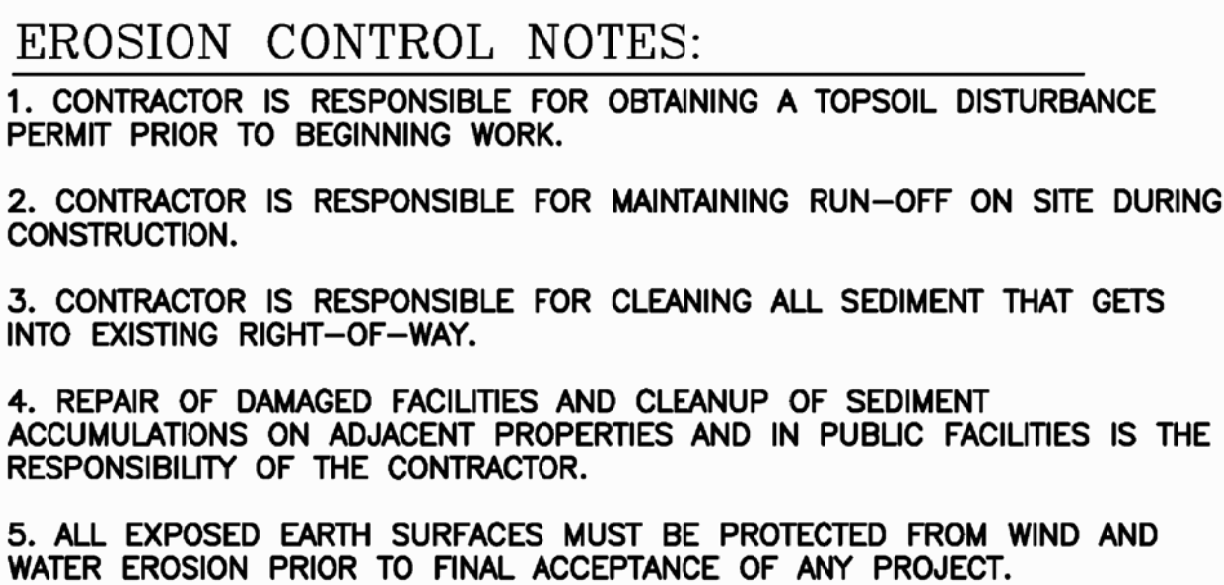 EROSION CONTROL NOTES:
1. CONTRACTOR IS RESPONSIBLE FOR OBTAINING A TOPSOIL DISTURBANCE
PERMIT PRIOR TO BEGINNING WORK.
2. CONTRACTOR IS RESPONSIBLE FOR MAINTAINING RUN-OFF ON SITE DURING
CONSTRUCTION.
3. CONTRACTOR IS RESPONSIBLE FOR CLEANING ALL SEDIMENT THAT GETS
INTO EXISTING RIGHT-OF-WAY.
4. REPAIR OF DAMAGED FACILITIES AND CLEANUP OF SEDIMENT
ACCUMULATIONS ON ADJACENT PROPERTIES AND IN PUBLIC FACILITIES IS THE
RESPONSIBILITY OF THE CONTRACTOR.
5. ALL EXPOSED EARTH SURFACES MUST BE PROTECTED FROM WIND AND
WATER EROSION PRIOR TO FINAL ACCEPTANCE OF ANY PROJECT.